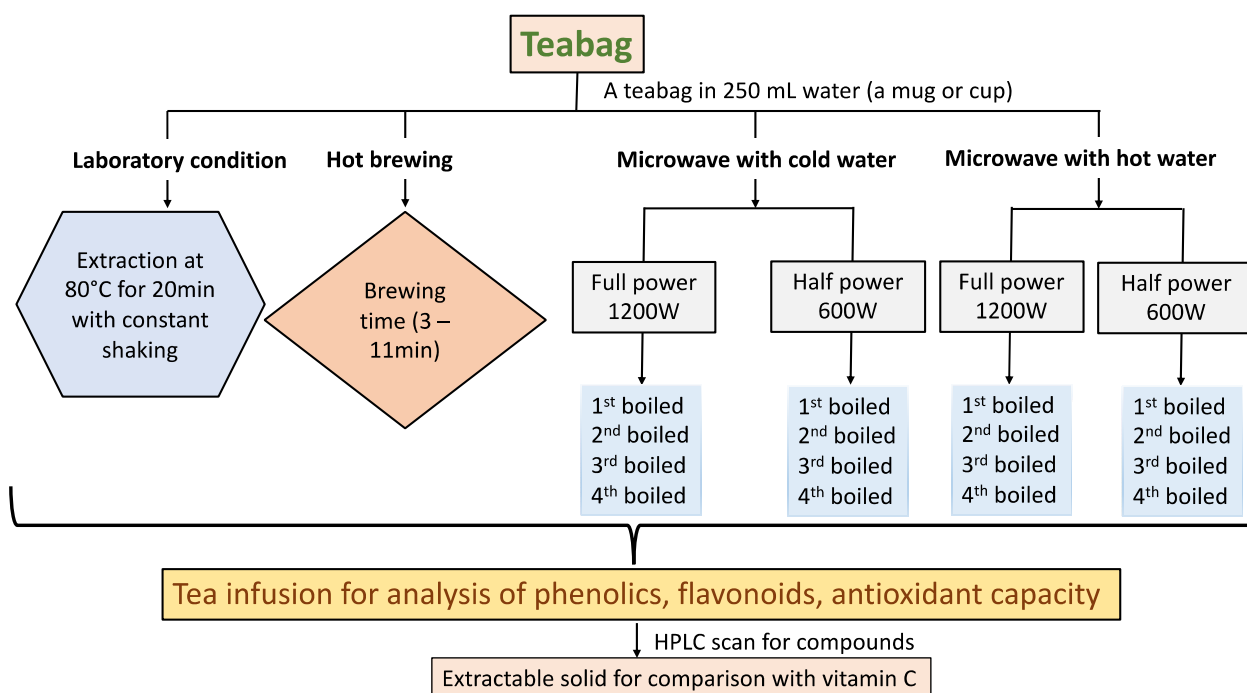 Teabag
A teabag in 250 mL water (a mug or cup)
Laboratory condition
Extraction at
80°C for 20min
with constant
shaking
Hot brewing
Brewing
time (3 –
11min)
Microwave with cold water
Full power
1200W
1st boiled
2nd boiled
3rd boiled
4th boiled
Half power
600W
1st boiled
2nd boiled
3rd boiled
4th boiled
Microwave with hot water
Full power
1200W
1st boiled
2nd boiled
3rd boiled
4th boiled
Half power
600W
1st boiled
2nd boiled
3rd boiled
4th boiled
Tea infusion for analysis of phenolics, flavonoids, antioxidant capacity
HPLC scan for compounds
Extractable solid for comparison with vitamin C